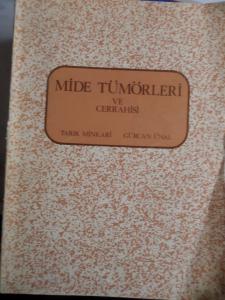 MİDE TÜMÖRLERİ
VE
CERRAHİSİ
TARIK MİNKARİ GÜRCAN ÜNAL